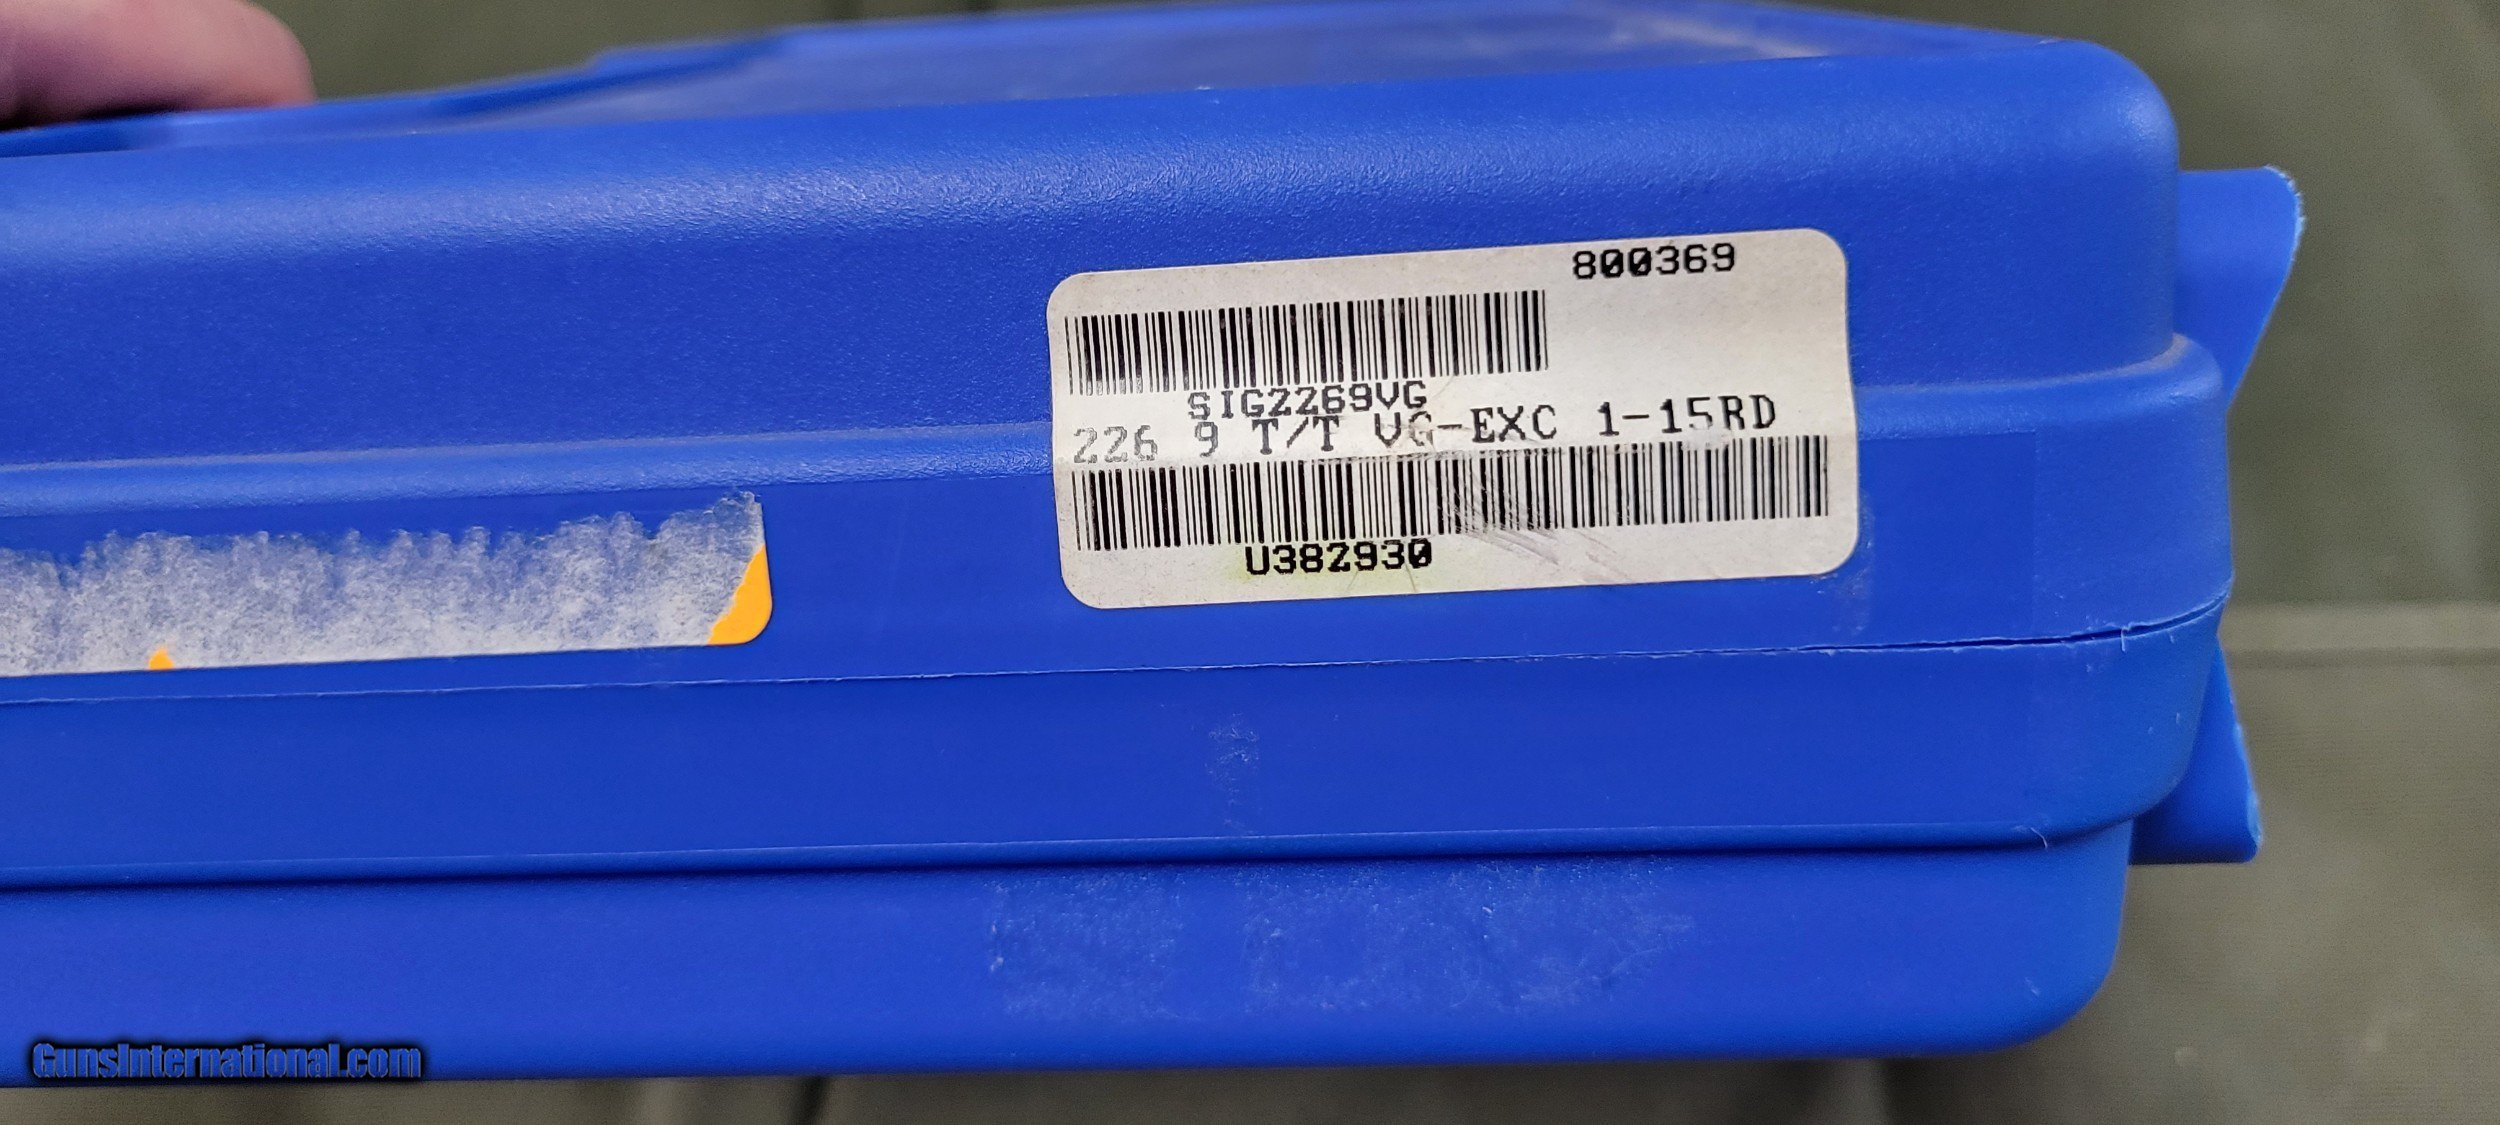 800369
SIG2269VG
226 9 T/T VG-EXC 1-15RD
U382930
GunsInternational.com